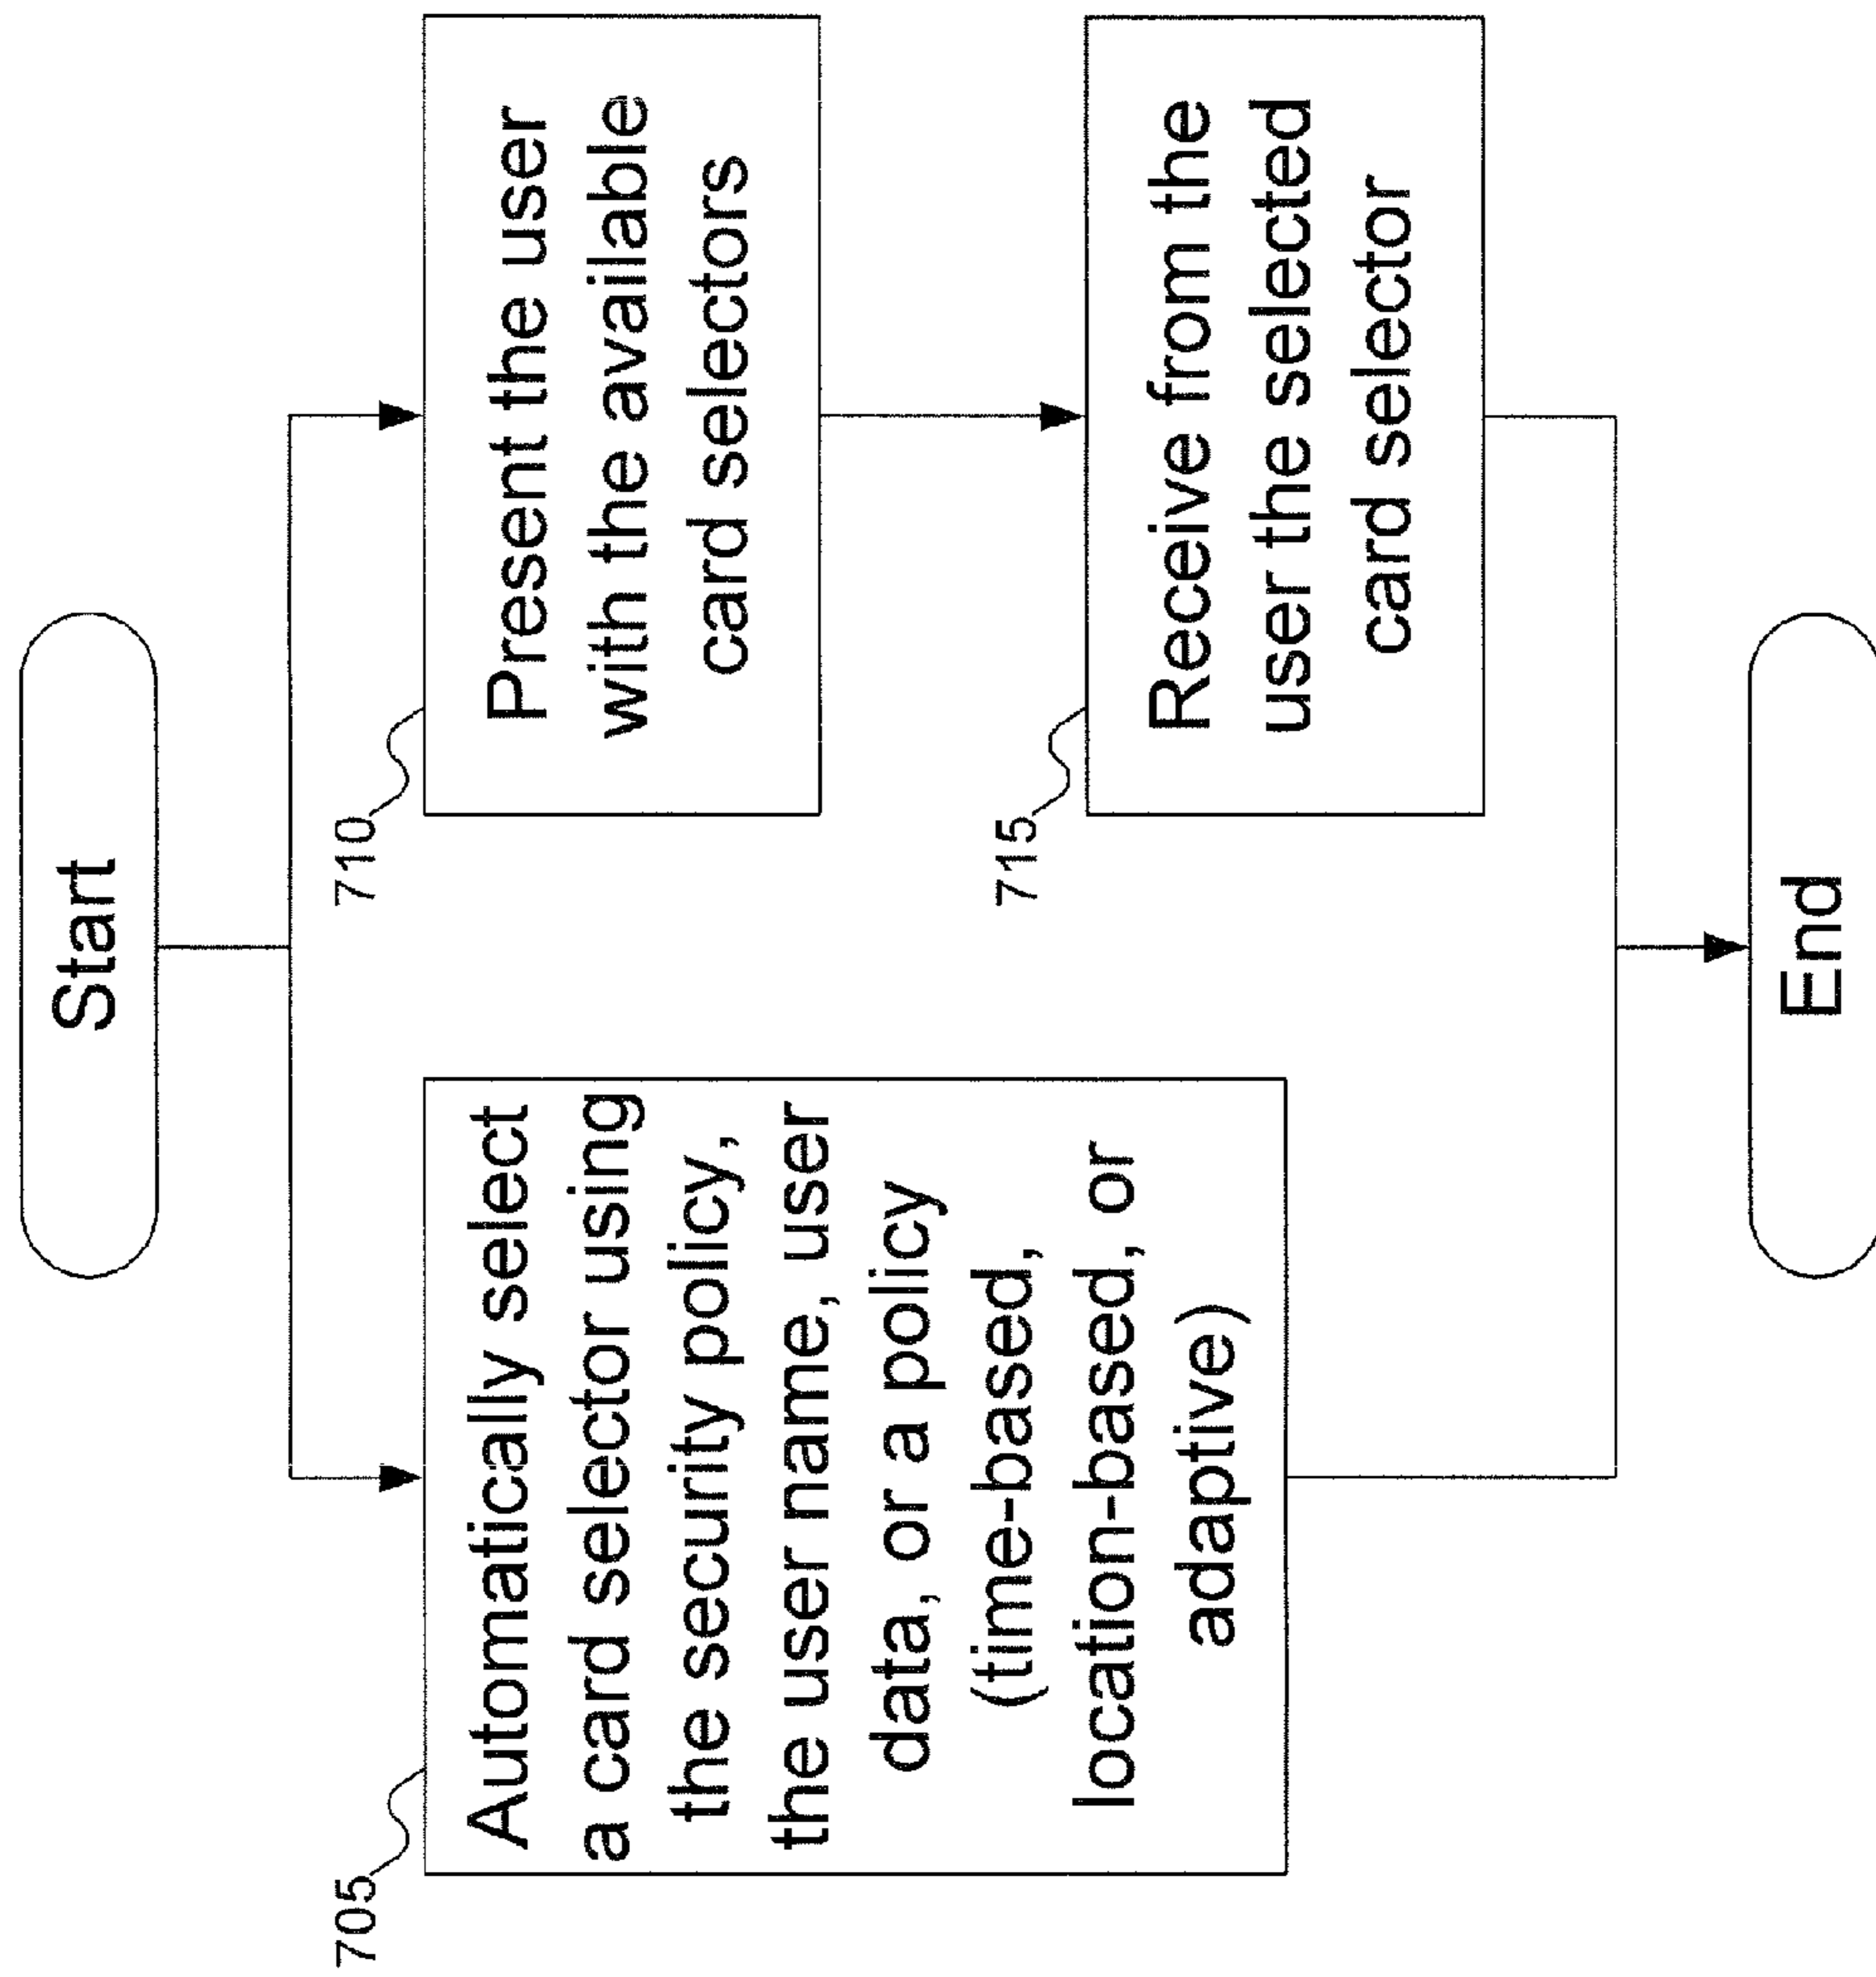 Start
705
Automatically select
a card selector using
the security policy,
the user name, user
data, or a policy
(time-based,
location-based, or
adaptive)
710
Present the user
with the available
card selectors
715
Receive from the
user the selected
card selector
End